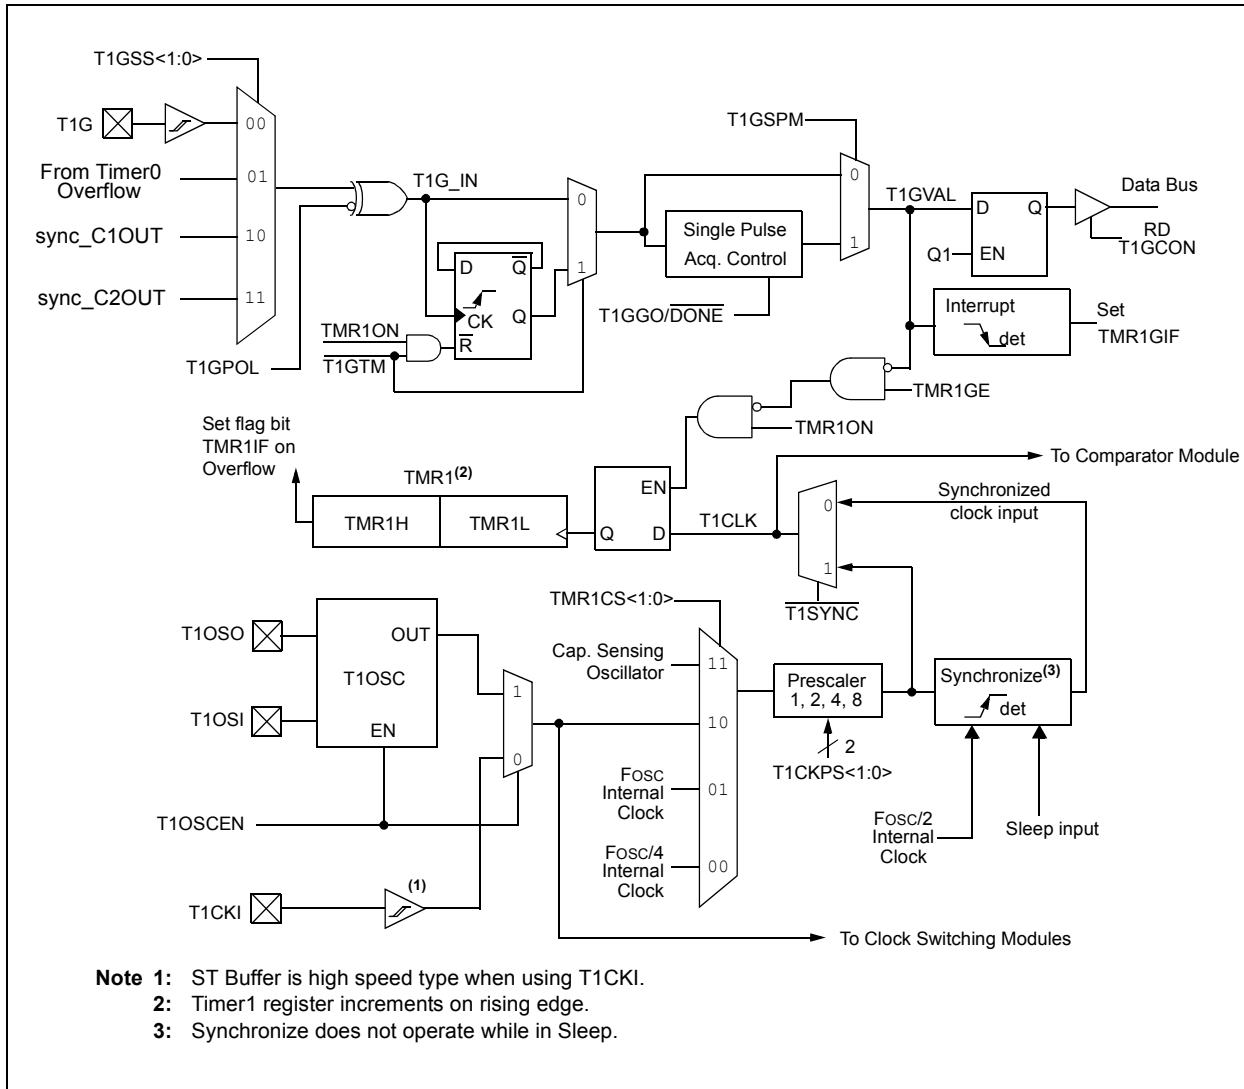 T1GSS<1:0>
T1G
00
From Timer0
Overflow
01
sync_C1OUT
10
sync_C2OUT
11
T1GPOL
T1G_IN
0
1
D
Q
CK
Q
R
TMR1ON
T1GTM
T1GSPM
0
1
Single Pulse
Acq. Control
T1GGO/DONE
T1GVAL
D
Q
Q1
EN
Data Bus
RD
T1GCON
Interrupt
det
Set
TMR1GIF
TMR1GE
TMR1ON
Set flag bit
TMR1IF on
Overflow
TMR1(2)
TMR1H
TMR1L
EN
Q
D
T1CLK
To Comparator Module
0
1
Synchronized
clock input
T1SYNC
T1OSO
OUT
T1OSC
T1OSI
EN
1
0
T1OSCEN
(1)
T1CKI
TMR1CS<1:0>
Cap. Sensing
Oscillator
11
10
FOSC
Internal
Clock
01
FOSC/4
Internal
Clock
00
Prescaler
1, 2, 4, 8
2
T1CKPS<1:0>
Synchronize(3)
det
FOSC/2
Internal
Clock
Sleep input
To Clock Switching Modules
Note 1: ST Buffer is high speed type when using T1CKI.
2: Timer1 register increments on rising edge.
3: Synchronize does not operate while in Sleep.